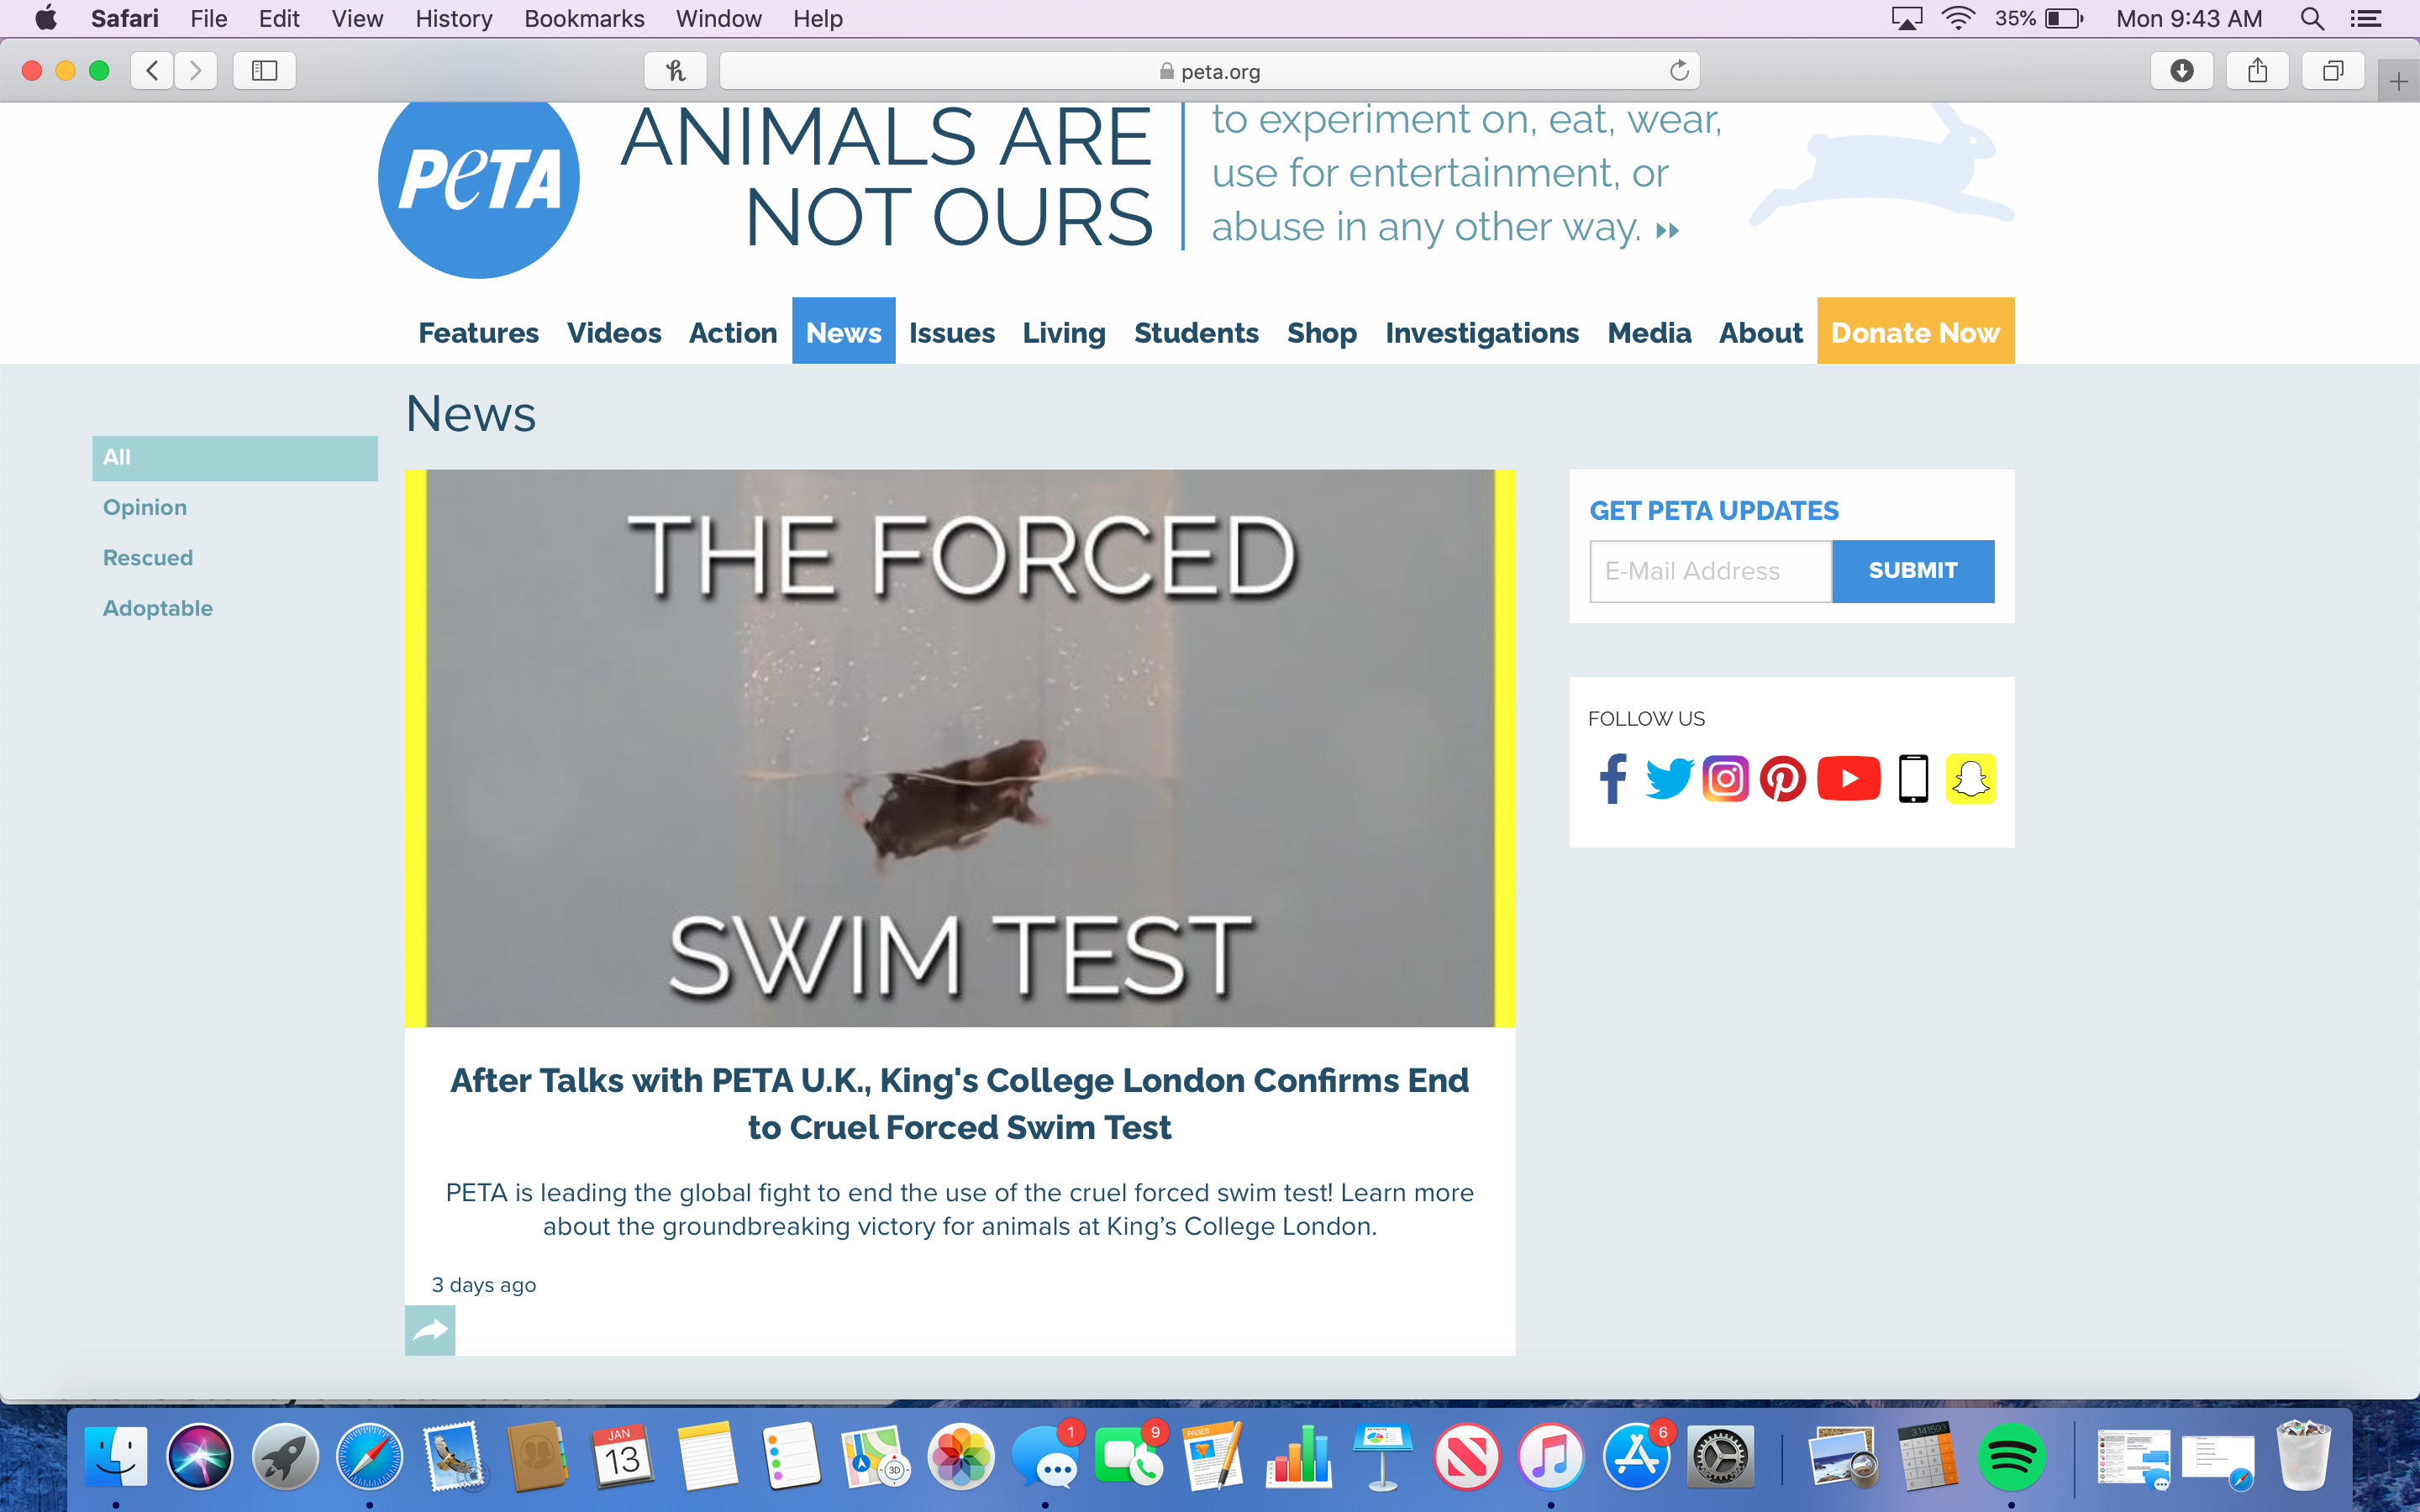 Safari File Edit View History Bookmarks Window Help 35% Mon 9:43 AM
peta.org
PETA
ANIMALS ARE
NOT OURS
to experiment on, eat, wear,
use for entertainment, or
abuse in any other way.
Features Videos Action News Issues Living Students Shop Investigations Media About Donate Now
News
All
Opinion
Rescued
Adoptable
THE FORCED
SWIM TEST
GET PETA UPDATES
E-Mail Address SUBMIT
FOLLOW US
After Talks with PETA U.K., King's College London Confirms End
to Cruel Forced Swim Test
PETA is leading the global fight to end the use of the cruel forced swim test! Learn more
about the groundbreaking victory for animals at King’s College London.
3 days ago
JAN
13
3D
1
9
PAGES
6
3.141593